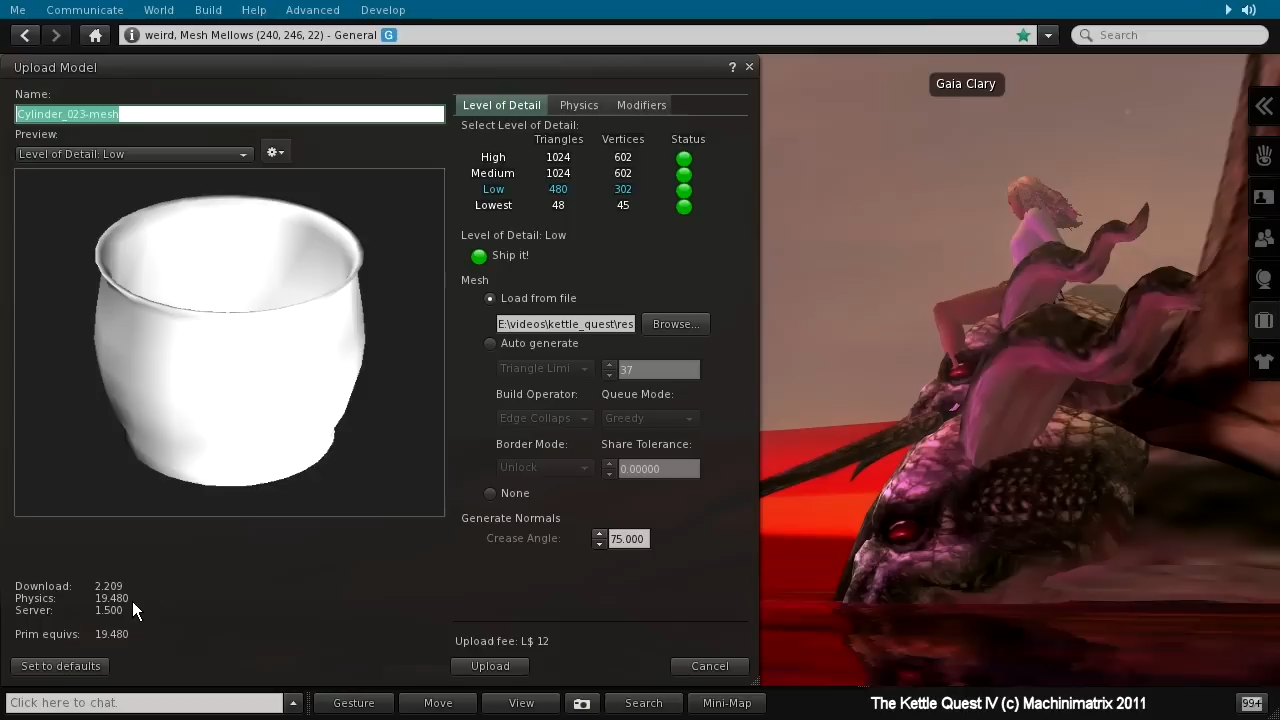 Me Communicate World Build Help Advanced Develop
weird, Mesh Mellows (240, 246, 22) - General G
Search
Upload Model ? ×
Gaia Clary
Name:
Cylinder_023-mesh
Preview:
Level of Detail: Low
Level of Detail Physics Modifiers
Select Level of Detail:
Triangles Vertices Status
High 1024 602
Medium 1024 602
Low 480 302
Lowest 48 45
Level of Detail: Low
Ship it!
Mesh
Load from file
E:\videos\kettle_quest\res Browse...
Auto generate
Triangle Limi 37
Build Operator: Queue Mode:
Edge Collaps Greedy
Border Mode: Share Tolerance:
Unlock 0.00000
None
Generate Normals
Crease Angle: 75.000
Download: 2.209
Physics: 19.480
Server: 1.500
Prim equivs: 19.480
Upload fee: L$ 12
Set to defaults Upload Cancel
Click here to chat. Gesture Move View Search Mini-Map
The Kettle Quest IV (c) Machinimatrix 2011
99+